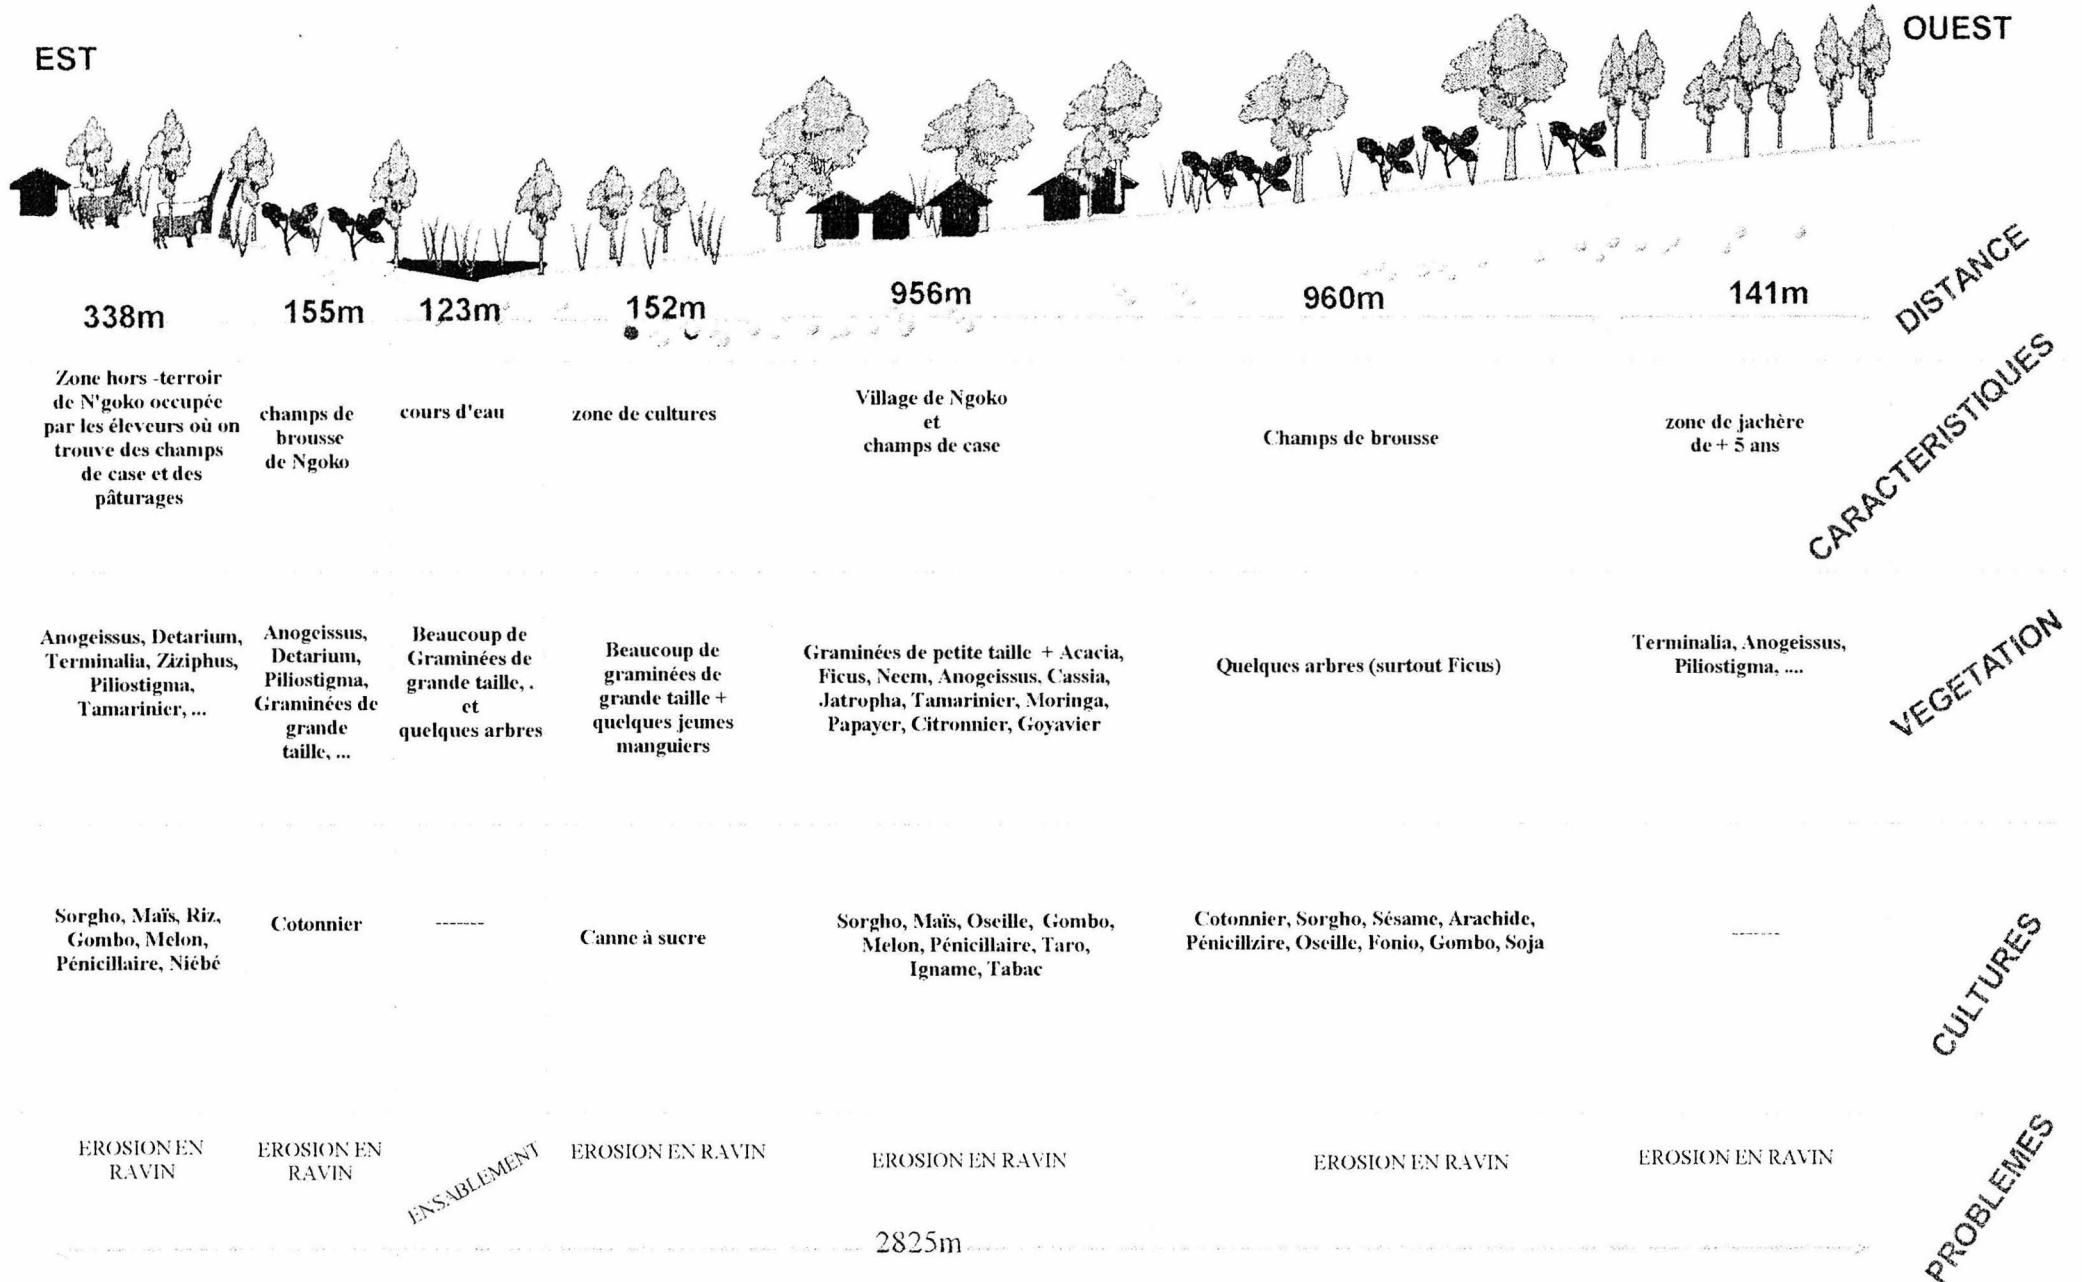 EST
OUEST
338m
155m
123m
152m
956m
960m
141m
DISTANCE
Zone hors -terroir
de N'goko occupée
par les éleveurs où on
trouve des champs
de case et des
pâturages
champs de
brousse
de Ngoko
cours d'eau
zone de cultures
Village de Ngoko
et
champs de case
Champs de brousse
zone de jachère
de + 5 ans
CARACTERISTIQUES
Anogeissus, Detarium,
Terminalia, Ziziphus,
Piliostigma,
Tamarinier, ...
Anogeissus,
Detarium,
Piliostigma,
Graminées de
grande
taille, ...
Beaucoup de
Graminées de
grande taille, .
et
quelques arbres
Beaucoup de
graminées de
grande taille +
quelques jeunes
manguiers
Graminées de petite taille + Acacia,
Ficus, Neem, Anogeissus, Cassia,
Jatropha, Tamarinier, Moringa,
Papayer, Citronnier, Goyavier
Quelques arbres (surtout Ficus)
Terminalia, Anogeissus,
Piliostigma, ....
VEGETATION
Sorgho, Maïs, Riz,
Gombo, Melon,
Pénicillaire, Niébé
Cotonnier
-------
Canne à sucre
Sorgho, Maïs, Oseille, Gombo,
Melon, Pénicillaire, Taro,
Igname, Tabac
Cotonnier, Sorgho, Sésame, Arachide,
Pénicillzire, Oseille, Fonio, Gombo, Soja
-------
CULTURES
EROSION EN
RAVIN
EROSION EN
RAVIN
ENSABLEMENT
EROSION EN RAVIN
EROSION EN RAVIN
EROSION EN RAVIN
EROSION EN RAVIN
PROBLEMES
2825m